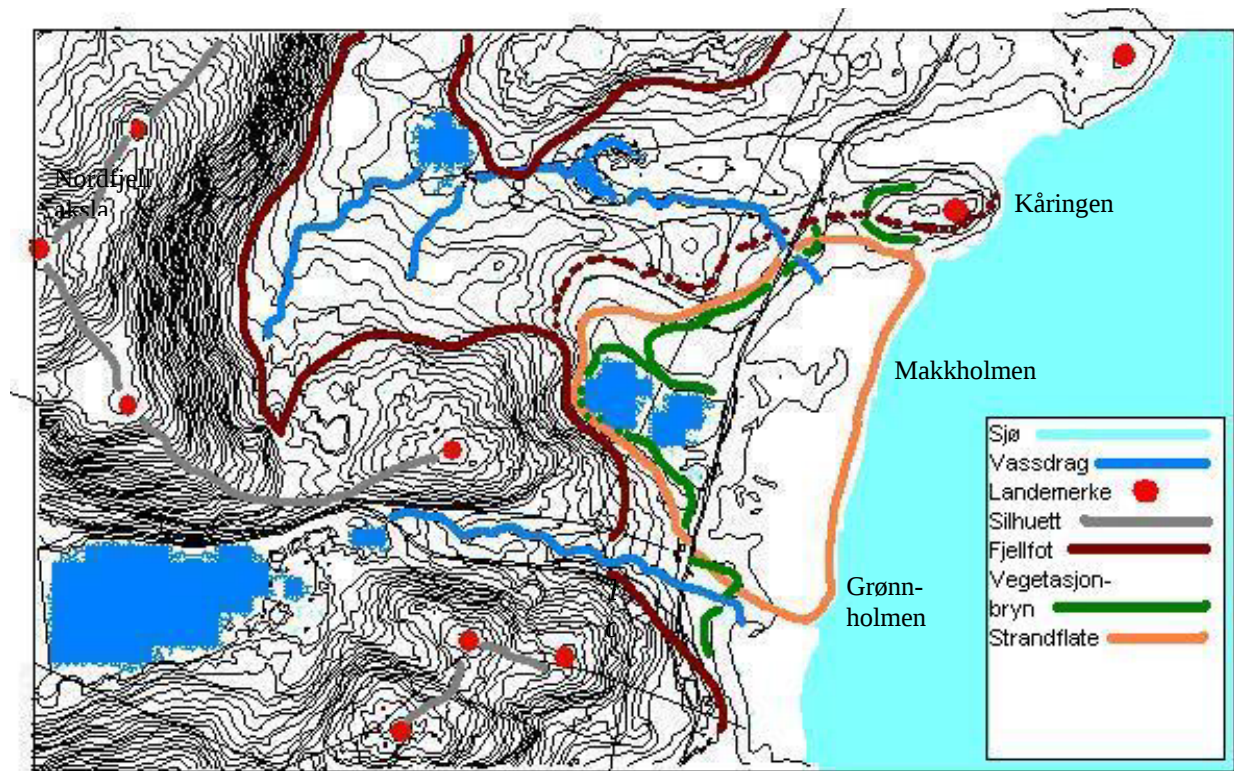 Nordfjell
aksla
Kåringen
Makkholmen
Grønn-
holmen
Sjø
Vassdrag
Landemerke
Silhuett
Fjellfot
Vegetasjon-
bryn
Strandflate